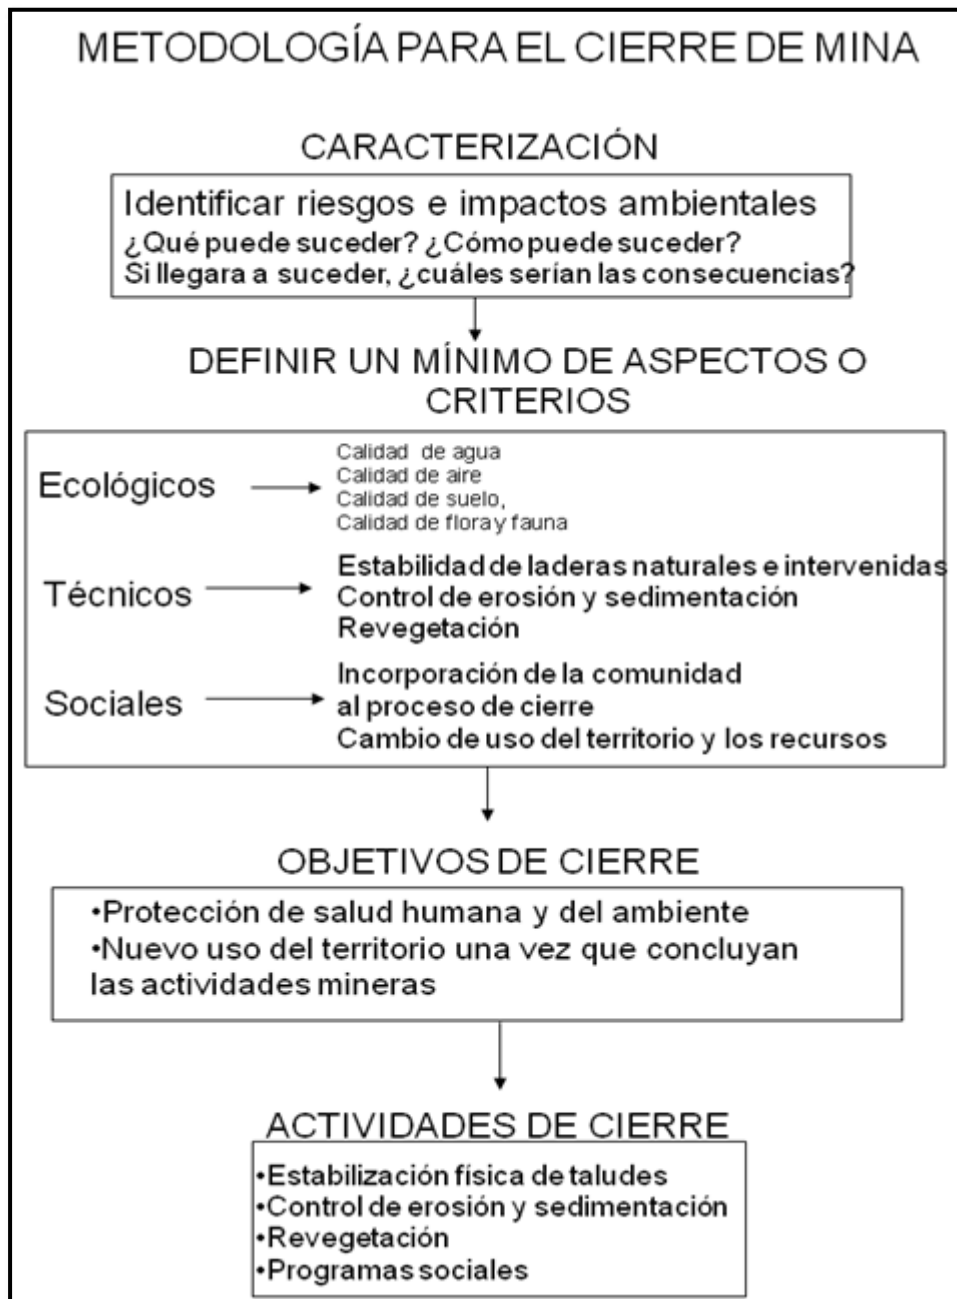 METODOLOGÍA PARA EL CIERRE DE MINA
CARACTERIZACIÓN
Identificar riesgos e impactos ambientales
¿Qué puede suceder? ¿Cómo puede suceder?
Si llegara a suceder, ¿cuáles serían las consecuencias?
DEFINIR UN MÍNIMO DE ASPECTOS O
CRITERIOS
Ecológicos
Calidad de agua
Calidad de aire
Calidad de suelo,
Calidad de flora y fauna
Técnicos
Estabilidad de laderas naturales e intervenidas
Control de erosión y sedimentación
Revegetación
Sociales
Incorporación de la comunidad
al proceso de cierre
Cambio de uso del territorio y los recursos
OBJETIVOS DE CIERRE
•Protección de salud humana y del ambiente
•Nuevo uso del territorio una vez que concluyan
las actividades mineras
ACTIVIDADES DE CIERRE
•Estabilización física de taludes
•Control de erosión y sedimentación
•Revegetación
•Programas sociales